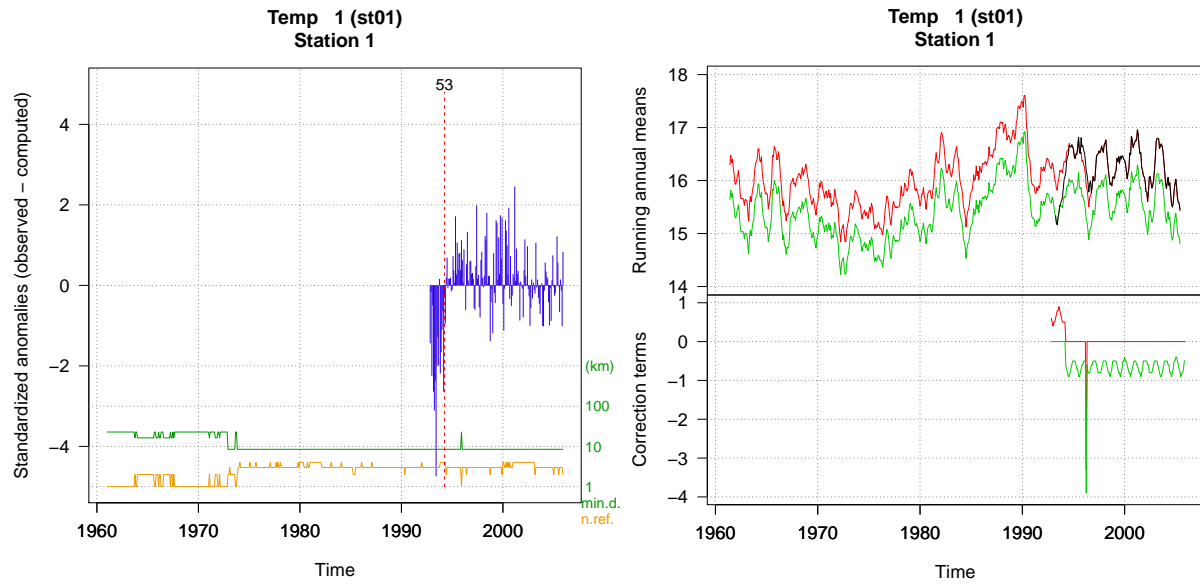 Temp 1 (st01)
Station 1
Standardized anomalies (observed − computed)
4
2
0
−2
−4
53
(km)
100
10
1
min.d.
n.ref.
1960 1970 1980 1990 2000
Time
Temp 1 (st01)
Station 1
Running annual means
18
17
16
15
14
Correction terms
1
0
−1
−2
−3
−4
1960 1970 1980 1990 2000
Time